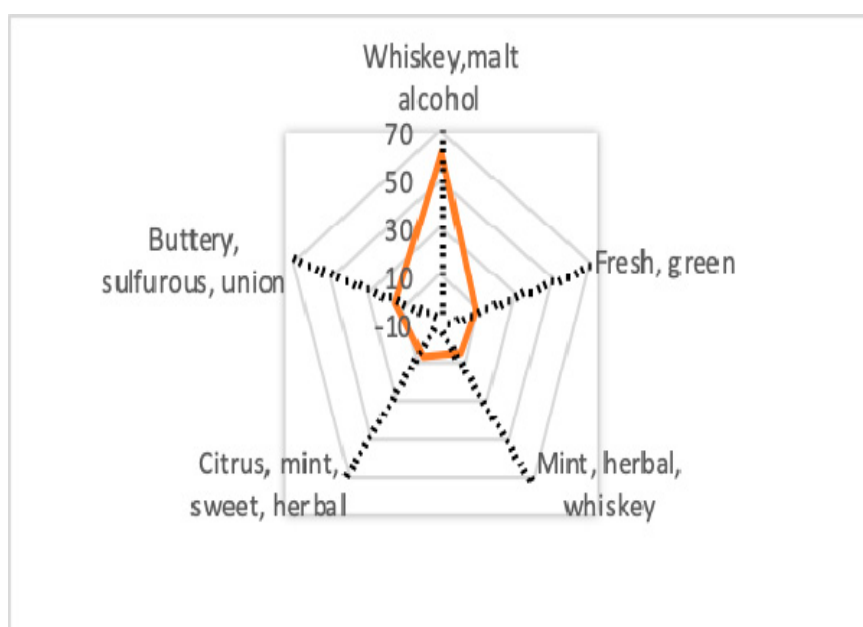 Whiskey,malt
alcohol
70
50
30
10
-10
Buttery,
sulfurous, union
Fresh, green
Citrus, mint,
sweet, herbal
Mint, herbal,
whiskey